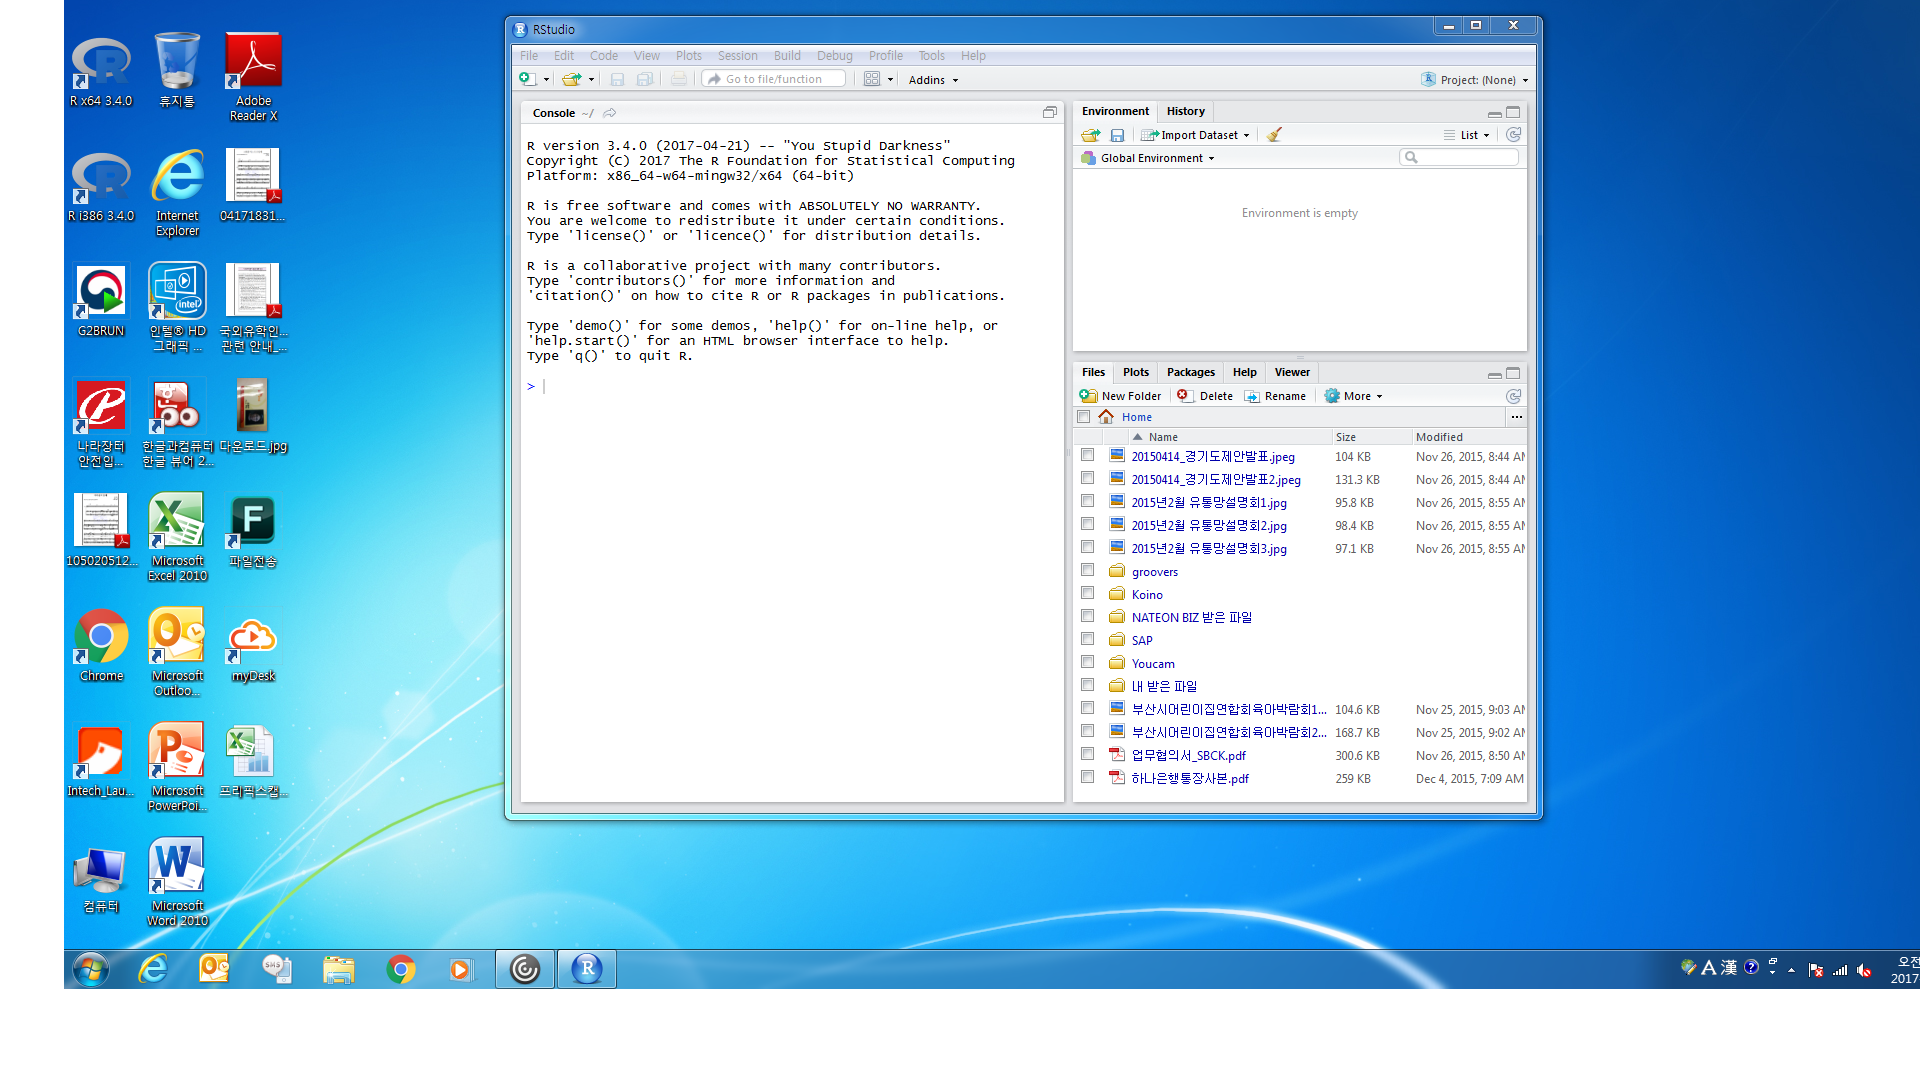 R x64 3.4.0
휴지통
Adobe
Reader X
R i386 3.4.0
Internet
Explorer
04171831...
G2BRUN
인텔® HD
그래픽 ...
국외유학인...
관련 안내_...
나라장터
안전입...
한글과컴퓨터
한글 뷰어 2...
다운로드.jpg
105020512...
Microsoft
Excel 2010
파일전송
Chrome
Microsoft
Outloo...
myDesk
Intech_Lau...
Microsoft
PowerPoi...
프리픽스캡...
컴퓨터
Microsoft
Word 2010
RStudio
File Edit Code View Plots Session Build Debug Profile Tools Help
Go to file/function
Addins
Project: (None)
Console ~/
R version 3.4.0 (2017-04-21) -- "You Stupid Darkness"
Copyright (C) 2017 The R Foundation for Statistical Computing
Platform: x86_64-w64-mingw32/x64 (64-bit)
R is free software and comes with ABSOLUTELY NO WARRANTY.
You are welcome to redistribute it under certain conditions.
Type 'license()' or 'licence()' for distribution details.
R is a collaborative project with many contributors.
Type 'contributors()' for more information and
'citation()' on how to cite R or R packages in publications.
Type 'demo()' for some demos, 'help()' for on-line help, or
'help.start()' for an HTML browser interface to help.
Type 'q()' to quit R.
>
Environment History
Import Dataset
List
Global Environment
Environment is empty
Files Plots Packages Help Viewer
New Folder Delete Rename More
Home ...
Name Size Modified
20150414_경기도제안발표.jpeg 104 KB Nov 26, 2015, 8:44 AM
20150414_경기도제안발표2.jpeg 131.3 KB Nov 26, 2015, 8:44 AM
2015년2월 유통망설명회1.jpg 95.8 KB Nov 26, 2015, 8:55 AM
2015년2월 유통망설명회2.jpg 98.4 KB Nov 26, 2015, 8:55 AM
2015년2월 유통망설명회3.jpg 97.1 KB Nov 26, 2015, 8:55 AM
groovers
Koino
NATEON BIZ 받은 파일
SAP
Youcam
내 받은 파일
부산시어린이집연합회육아박람회1... 104.6 KB Nov 25, 2015, 9:03 AM
부산시어린이집연합회육아박람회2... 168.7 KB Nov 25, 2015, 9:02 AM
업무협의서_SBCK.pdf 300.6 KB Nov 26, 2015, 8:50 AM
하나은행통장사본.pdf 259 KB Dec 4, 2015, 7:09 AM
A 漢
오전
2017